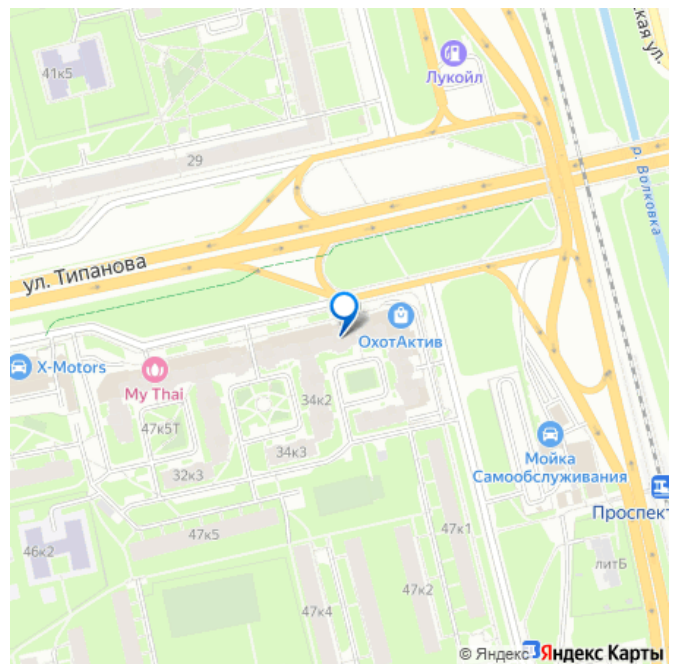 ская ул.
41к5
Лукойл
29
р. Волковка
ул. Типанова
ОхотАктив
X-Motors
My Thai
34к2
47к5Т
34к3
32к3
Мойка
Самообслуживания
Проспект
47к5
47к1
46к2
литБ
47к2
47к4
© Яндекс
Яндекс Карты